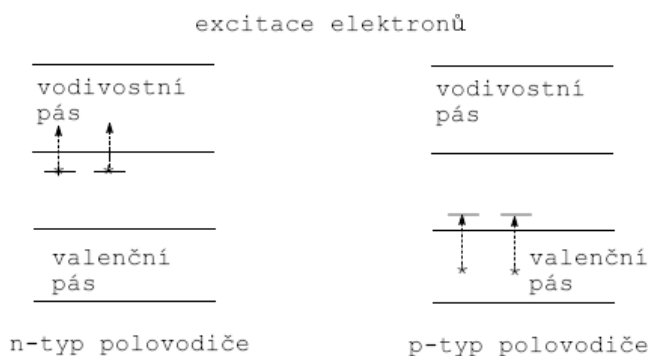 excitace elektronů
vodivostní
pás
vodivostní
pás
valenční
pás
valenční
pás
n-typ polovodiče
p-typ polovodiče